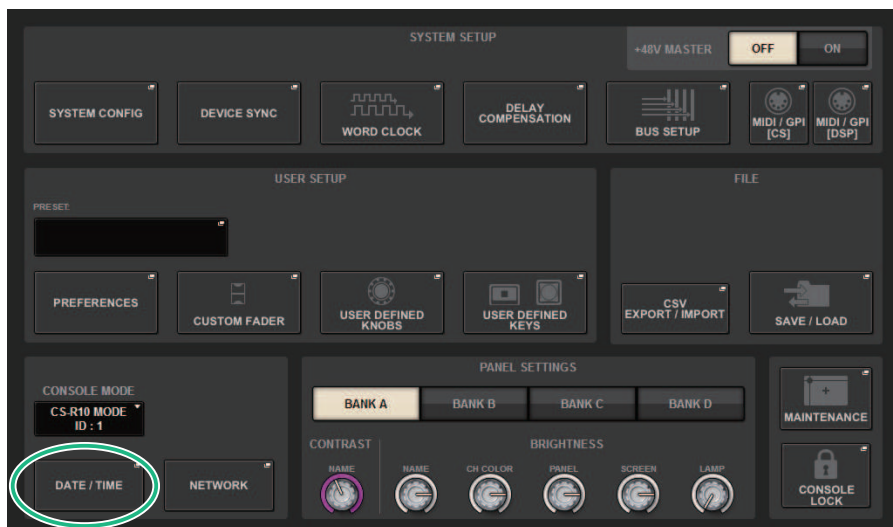 SYSTEM SETUP
+48V MASTER
OFF
ON
SYSTEM CONFIG
DEVICE SYNC
WORD CLOCK
DELAY
COMPENSATION
BUS SETUP
MIDI / GPI
[CS]
MIDI / GPI
[DSP]
USER SETUP
PRESET
PREFERENCES
CUSTOM FADER
USER DEFINED
KNOBS
USER DEFINED
KEYS
FILE
CSV
EXPORT / IMPORT
SAVE / LOAD
CONSOLE MODE
CS-R10 MODE
ID : 1
DATE / TIME
NETWORK
PANEL SETTINGS
BANK A
BANK B
BANK C
BANK D
CONTRAST
BRIGHTNESS
NAME
NAME
CH COLOR
PANEL
SCREEN
LAMP
MAINTENANCE
CONSOLE
LOCK